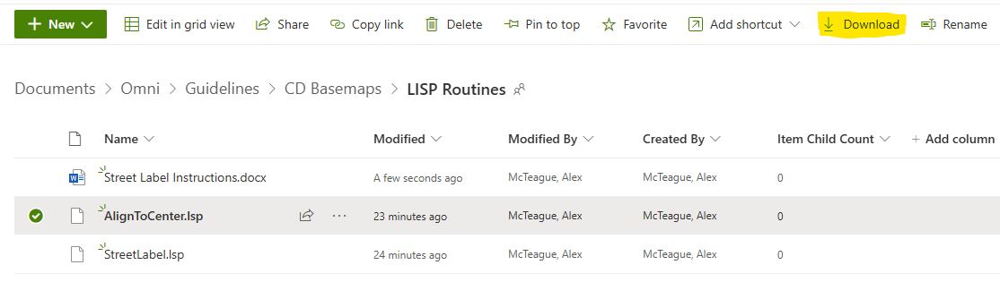 + New Edit in grid view Share Copy link Delete Pin to top Favorite Add shortcut Download Rename
Documents > Omni > Guidelines > CD Basemaps > LISP Routines
Name Modified Modified By Created By Item Child Count + Add column
Street Label Instructions.docx A few seconds ago McTeague, Alex McTeague, Alex 0
AlignToCenter.lsp ... 23 minutes ago McTeague, Alex McTeague, Alex 0
StreetLabel.lsp 24 minutes ago McTeague, Alex McTeague, Alex 0